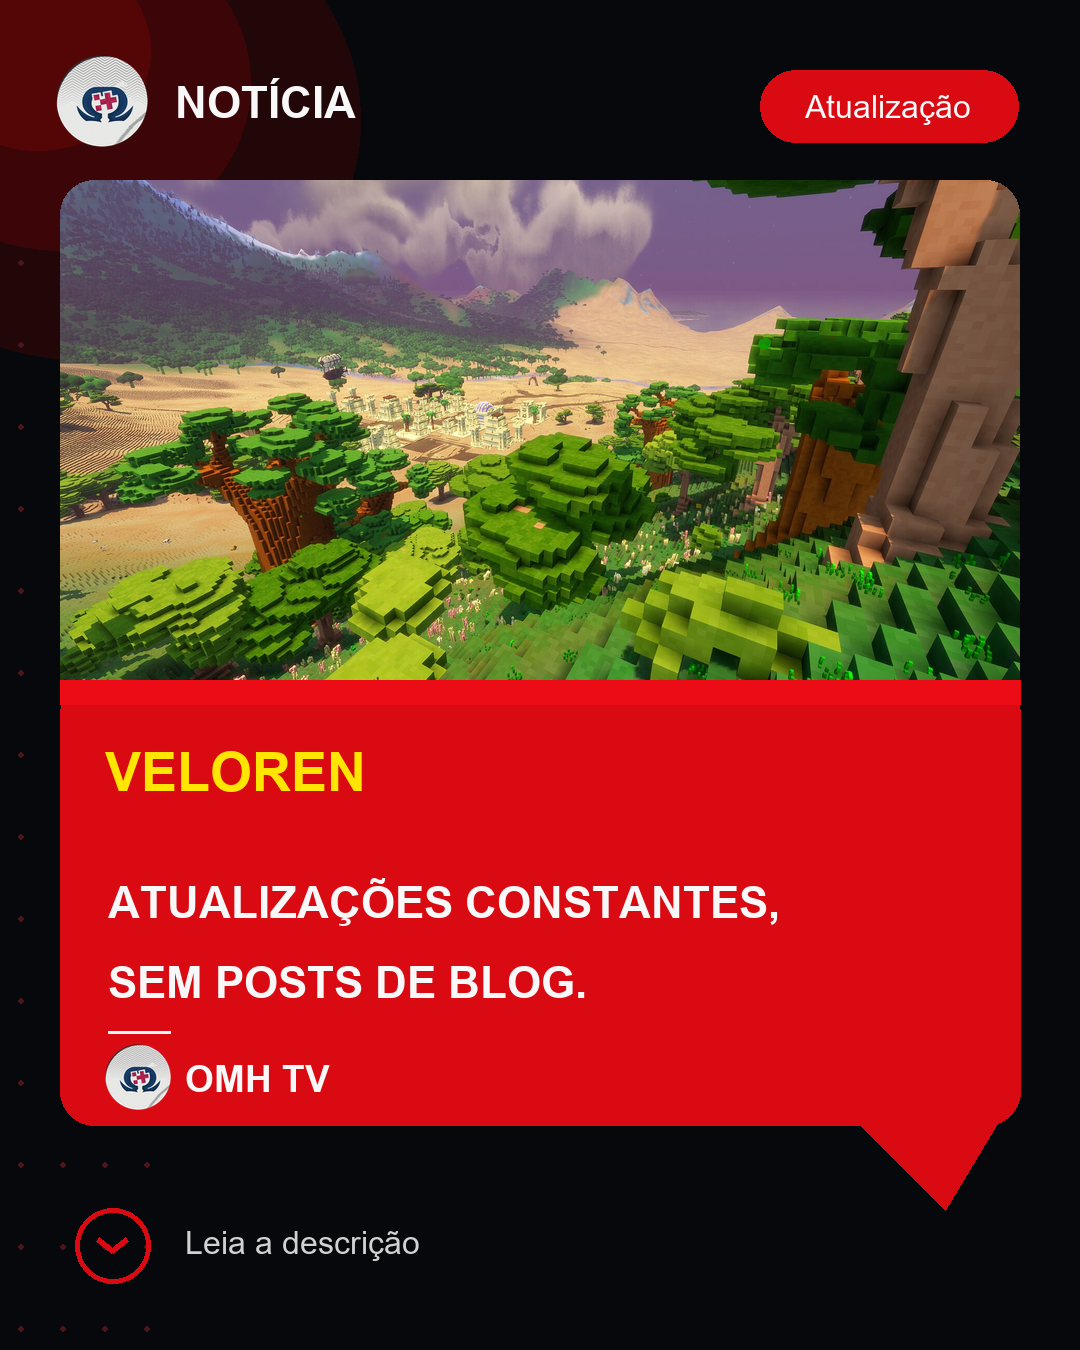 NOTÍCIA
Atualização
VELOREN
ATUALIZAÇÕES CONSTANTES,
SEM POSTS DE BLOG.
OMH TV
Leia a descrição